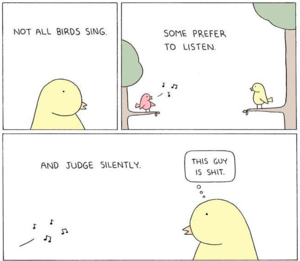 NOT ALL BIRDS SING.
SOME PREFER
TO LISTEN.
AND JUDGE SILENTLY.
THIS GUY
IS SHIT.